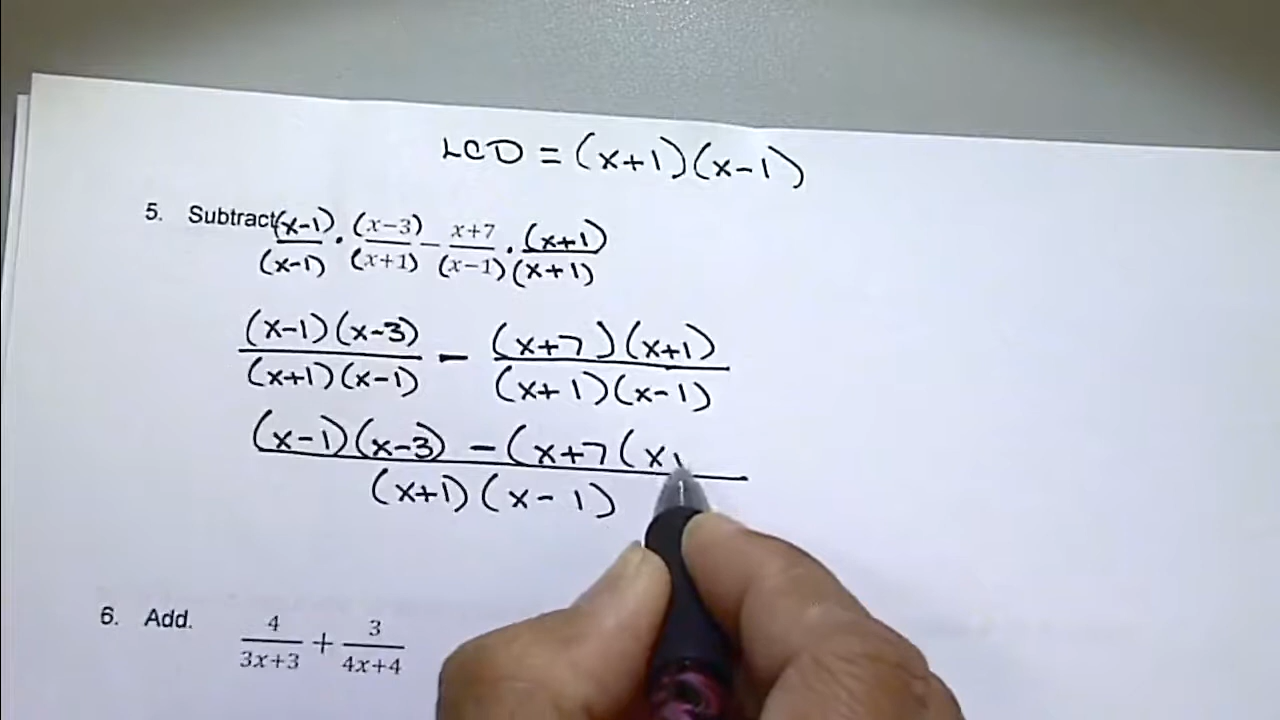 LCD = (x+1)(x-1)
5. Subtract (x-1)/(x-1) · (x-3)/(x+1) - x+7/(x-1) · (x+1)/(x+1)
(x-1)(x-3)/(x+1)(x-1) - (x+7)(x+1)/(x+1)(x-1)
(x-1)(x-3) - (x+7(x
(x+1)(x-1)
6. Add. 4/3x+3 + 3/4x+4